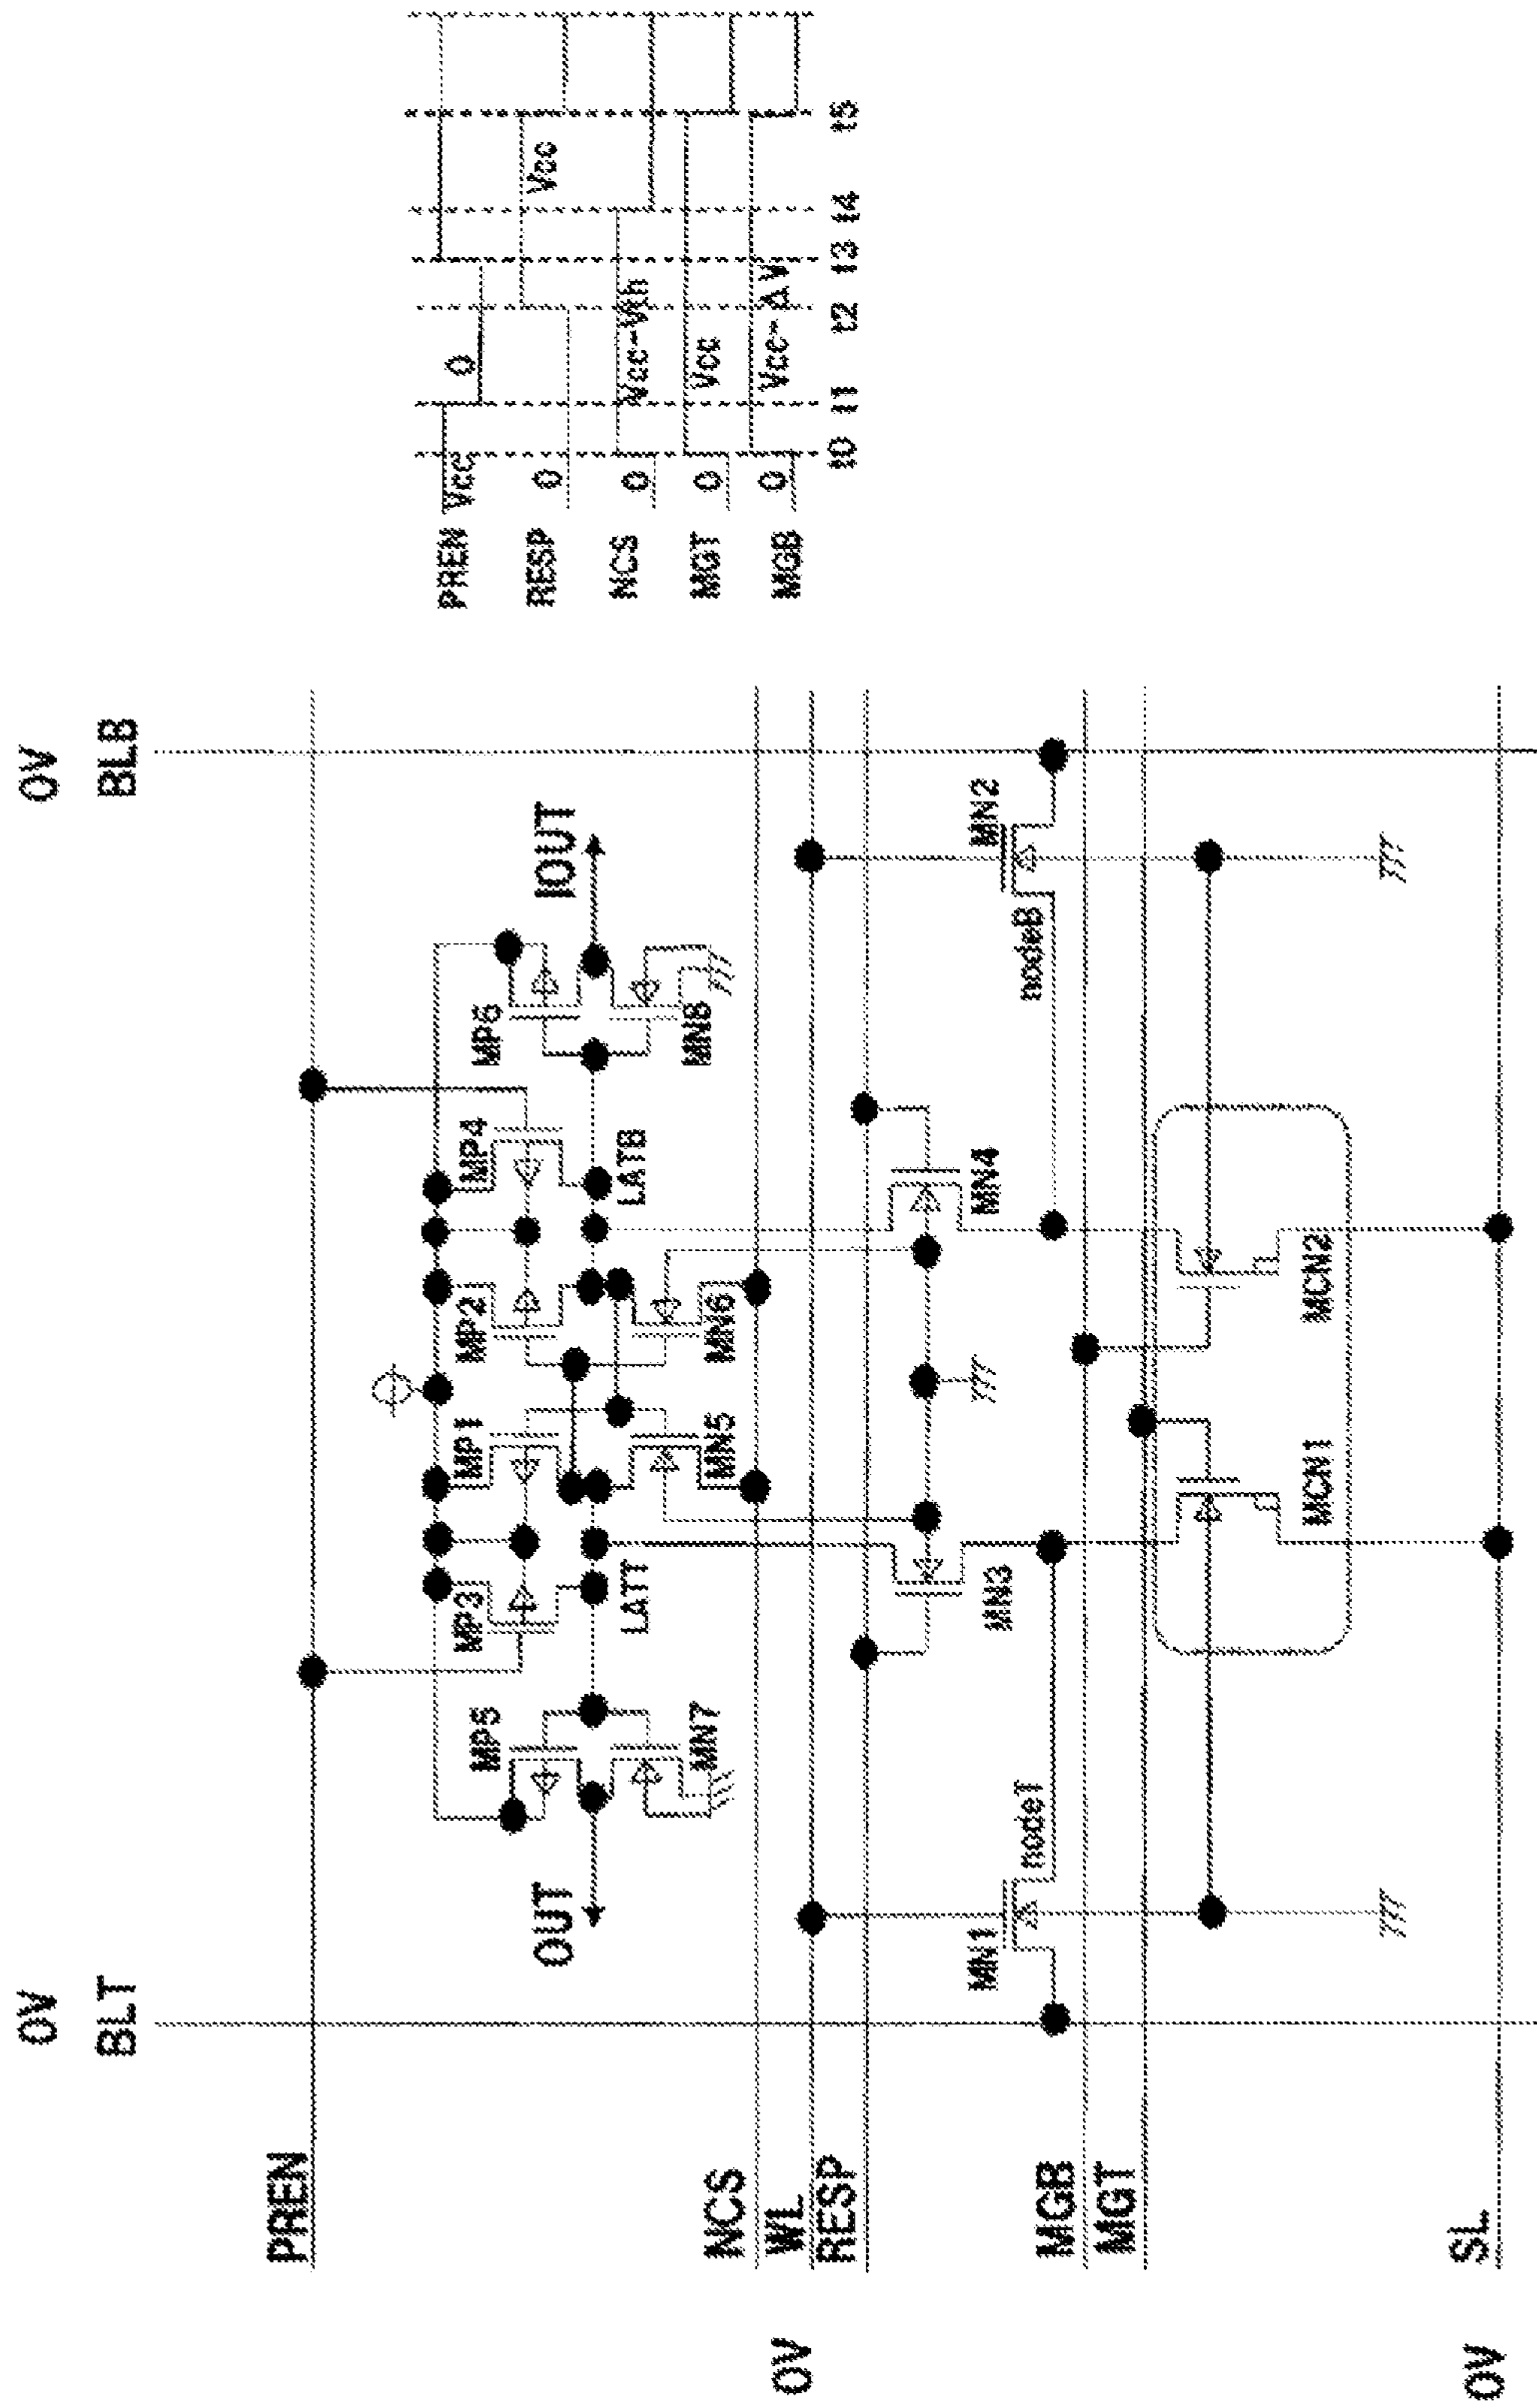 0V
0V
BLT
BLB
PREN
PREN
Vcc
0
MP5
MP3
MP1
MP2
MP4
MP6
OUT
IOUT
RESP
0
Vcc
LATT
LATB
NCS
0
Vcc-Vth
MN7
MN5
MN6
MN8
MGT
0
Vcc
NCS
0V
WL
MGB
0
Vcc-ΔV
RESP
t0
t1
t2
t3
t4
t5
MN1
MN3
MN4
MN2
nodeT
nodeB
MGB
MGT
MCN1
MCN2
SL
0V